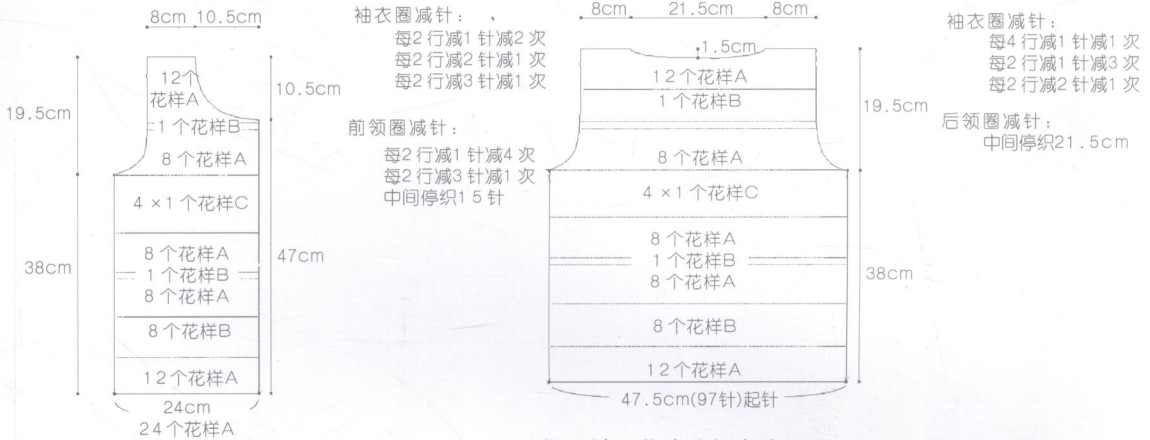 8cm 10.5cm
12个
花样A
1个花样B
8个花样A
4×1个花样C
8个花样A
1个花样B
8个花样A
8个花样B
12个花样A
24cm
24个花样A
19.5cm
38cm
10.5cm
47cm
袖衣圈减针：
每2行减1针减2次
每2行减2针减1次
每2行减3针减1次
前领圈减针：
每2行减1针减4次
每2行减3针减1次
中间停织15针
8cm 21.5cm 8cm
1.5cm
12个花样A
1个花样B
8个花样A
4×1个花样C
8个花样A
1个花样B
8个花样A
8个花样B
12个花样A
47.5cm(97针)起针
19.5cm
38cm
袖衣圈减针：
每4行减1针减1次
每2行减1针减3次
每2行减2针减1次
后领圈减针：
中间停织21.5cm